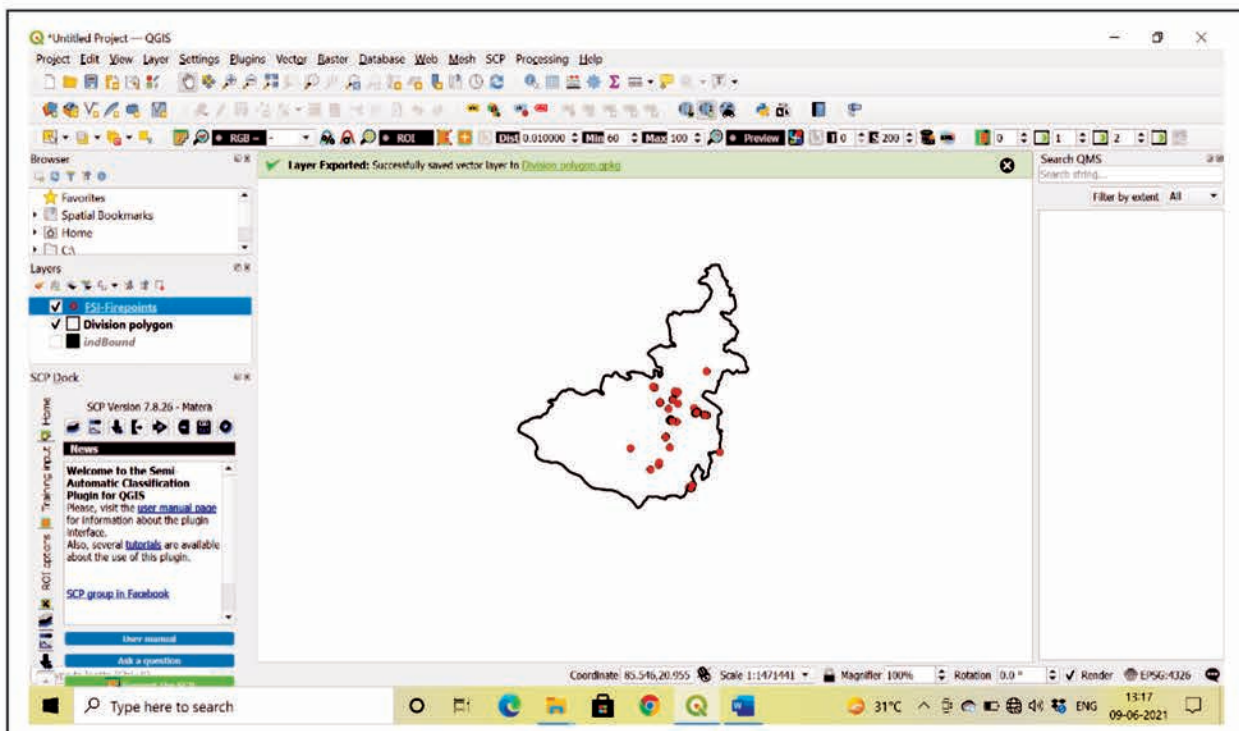 *Untitled Project — QGIS
Project Edit View Layer Settings Plugins Vector Raster Database Web Mesh SCP Processing Help
RGB = - ROI Dist 0.010000 Min 60 Max 100 Preview T 0 S 200 0 1 2
Browser
Favorites
Spatial Bookmarks
Home
C:\
Layer Exported: Successfully saved vector layer to Division polygon.gpkg
Search QMS
Search string...
Filter by extent All
Layers
FSI-Firepoints
Division polygon
indBound
SCP Dock
SCP Version 7.8.26 - Matera
Home
Training input
ROI options
News
Welcome to the Semi-
Automatic Classification
Plugin for QGIS
Please, visit the user manual page
for information about the plugin
interface.
Also, several tutorials are available
about the use of this plugin.
SCP group in Facebook
User manual
Ask a question
Coordinate 85.546,20.955 Scale 1:1471441 Magnifier 100% Rotation 0.0 ° Render EPSG:4326
Type here to search
31°C ENG
13:17
09-06-2021